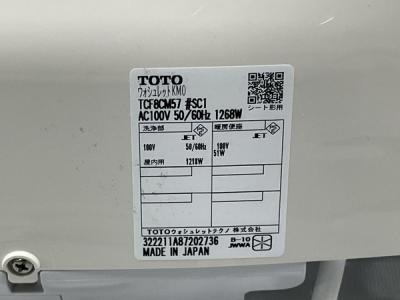 TOTO
ウォシュレットKM0
TCF8CM57 #SC1
AC100V 50/60Hz 1268W
シート形用
洗浄部
JET
100V 50/60Hz
屋内用 1218W
暖房便座
JET
100V
51W
TOTOウォシュレットテクノ 株式会社
322211A87202736
MADE IN JAPAN
B-10
JWWA